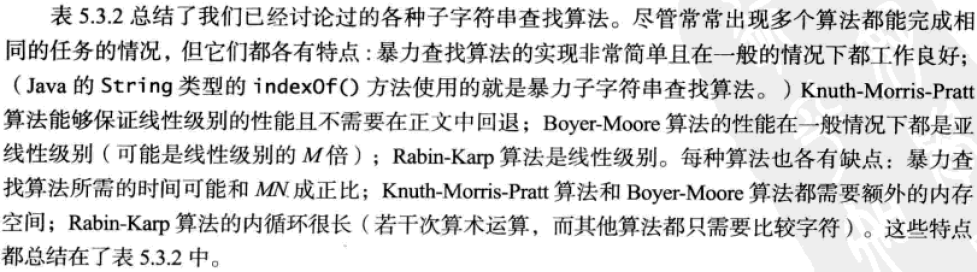 表 5.3.2 总结了我们已经讨论过的各种子字符串查找算法。尽管常常出现多个算法都能完成相
同的任务的情况，但它们都各有特点：暴力查找算法的实现非常简单且在一般的情况下都工作良好；
（Java 的 String 类型的 indexOf() 方法使用的就是暴力子字符串查找算法。）Knuth-Morris-Pratt
算法能够保证线性级别的性能且不需要在正文中回退；Boyer-Moore 算法的性能在一般情况下都是亚
线性级别（可能是线性级别的 M 倍）；Rabin-Karp 算法是线性级别。每种算法也各有缺点：暴力查
找算法所需的时间可能和 MN 成正比；Knuth-Morris-Pratt 算法和 Boyer-Moore 算法都需要额外的内存
空间；Rabin-Karp 算法的内循环很长（若干次算术运算，而其他算法都只需要比较字符）。这些特点
都总结在了表 5.3.2 中。